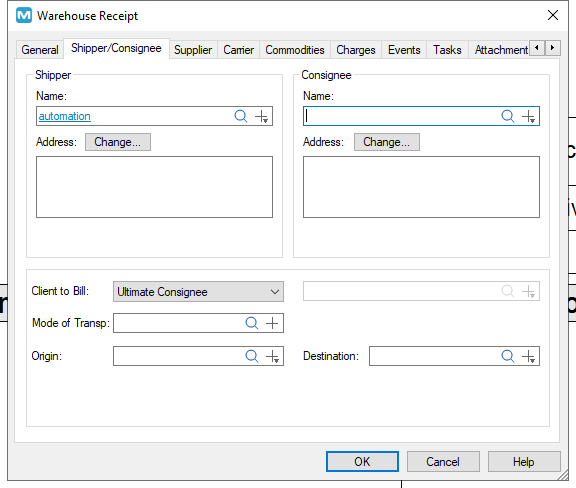 Warehouse Receipt
General Shipper/Consignee Supplier Carrier Commodities Charges Events Tasks Attachment
Shipper
Name:
automation
Address: Change...
Consignee
Name:
Address: Change...
Client to Bill: Ultimate Consignee
Mode of Transp:
Origin: Destination:
OK Cancel Help